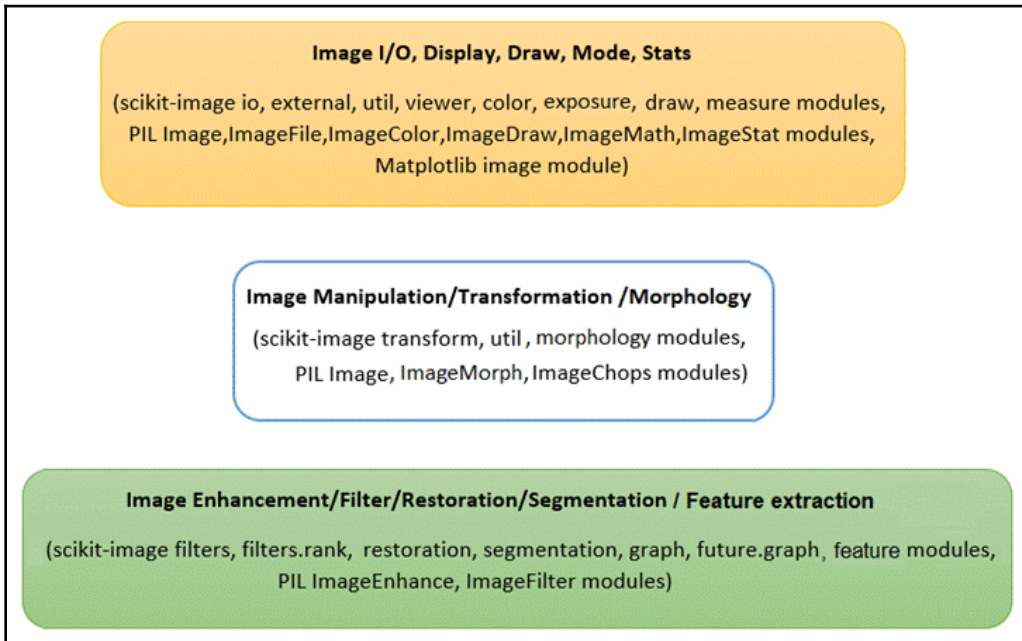 Image I/O, Display, Draw, Mode, Stats
(scikit-image io, external, util, viewer, color, exposure, draw, measure modules,
PIL Image,ImageFile,ImageColor,ImageDraw,ImageMath,ImageStat modules,
Matplotlib image module)
Image Manipulation/Transformation /Morphology
(scikit-image transform, util, morphology modules,
PIL Image, ImageMorph, ImageChops modules)
Image Enhancement/Filter/Restoration/Segmentation / Feature extraction
(scikit-image filters, filters.rank, restoration, segmentation, graph, future.graph, feature modules,
PIL ImageEnhance, ImageFilter modules)